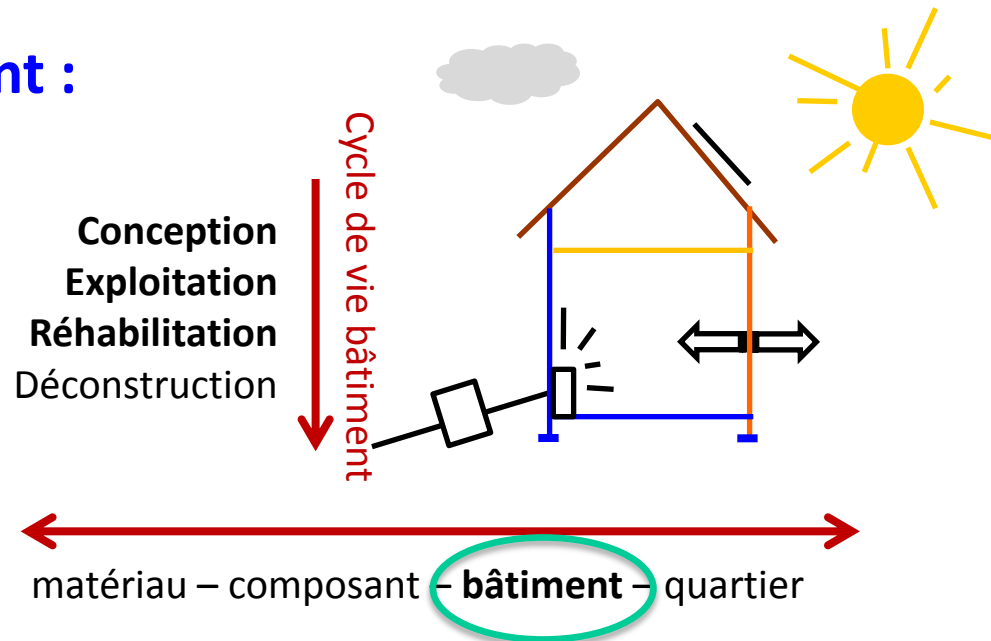 nt :
Cycle de vie bâtiment
Conception
Exploitation
Réhabilitation
Déconstruction
matériau – composant – bâtiment – quartier